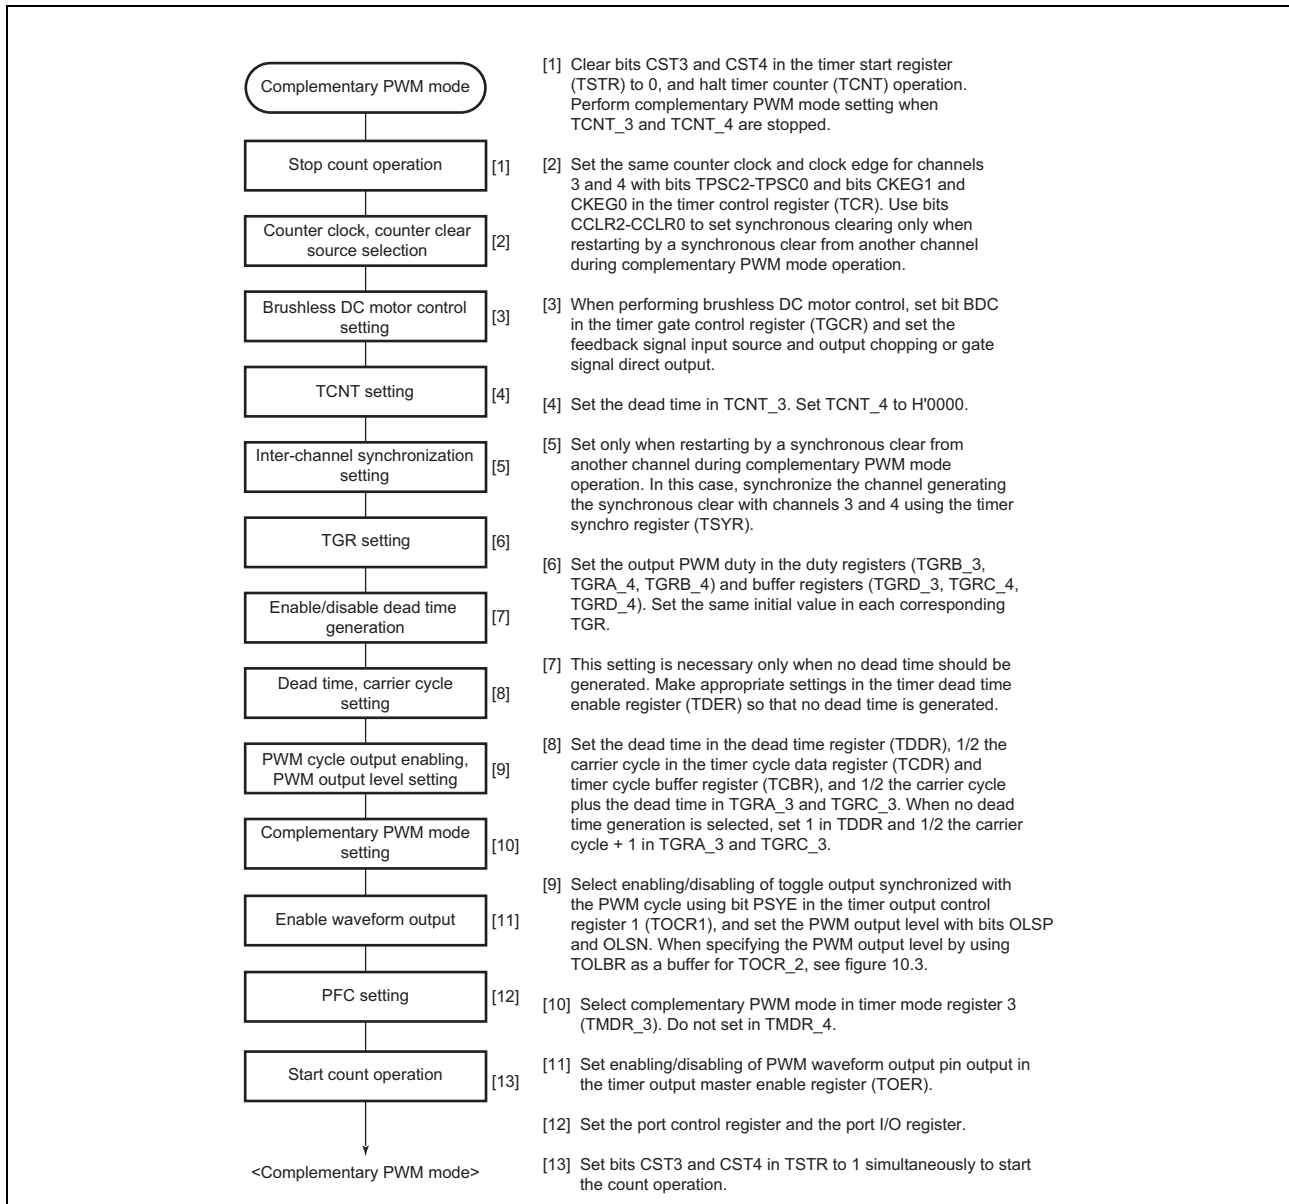 Complementary PWM mode
Stop count operation
[1]
Counter clock, counter clear
source selection
[2]
Brushless DC motor control
setting
[3]
TCNT setting
[4]
Inter-channel synchronization
setting
[5]
TGR setting
[6]
Enable/disable dead time
generation
[7]
Dead time, carrier cycle
setting
[8]
PWM cycle output enabling,
PWM output level setting
[9]
Complementary PWM mode
setting
[10]
Enable waveform output
[11]
PFC setting
[12]
Start count operation
[13]
<Complementary PWM mode>
[1] Clear bits CST3 and CST4 in the timer start register
(TSTR) to 0, and halt timer counter (TCNT) operation.
Perform complementary PWM mode setting when
TCNT_3 and TCNT_4 are stopped.
[2] Set the same counter clock and clock edge for channels
3 and 4 with bits TPSC2-TPSC0 and bits CKEG1 and
CKEG0 in the timer control register (TCR). Use bits
CCLR2-CCLR0 to set synchronous clearing only when
restarting by a synchronous clear from another channel
during complementary PWM mode operation.
[3] When performing brushless DC motor control, set bit BDC
in the timer gate control register (TGCR) and set the
feedback signal input source and output chopping or gate
signal direct output.
[4] Set the dead time in TCNT_3. Set TCNT_4 to H'0000.
[5] Set only when restarting by a synchronous clear from
another channel during complementary PWM mode
operation. In this case, synchronize the channel generating
the synchronous clear with channels 3 and 4 using the timer
synchro register (TSYR).
[6] Set the output PWM duty in the duty registers (TGRB_3,
TGRA_4, TGRB_4) and buffer registers (TGRD_3, TGRC_4,
TGRD_4). Set the same initial value in each corresponding
TGR.
[7] This setting is necessary only when no dead time should be
generated. Make appropriate settings in the timer dead time
enable register (TDER) so that no dead time is generated.
[8] Set the dead time in the dead time register (TDDR), 1/2 the
carrier cycle in the timer cycle data register (TCDR) and
timer cycle buffer register (TCBR), and 1/2 the carrier cycle
plus the dead time in TGRA_3 and TGRC_3. When no dead
time generation is selected, set 1 in TDDR and 1/2 the carrier
cycle + 1 in TGRA_3 and TGRC_3.
[9] Select enabling/disabling of toggle output synchronized with
the PWM cycle using bit PSYE in the timer output control
register 1 (TOCR1), and set the PWM output level with bits OLSP
and OLSN. When specifying the PWM output level by using
TOLBR as a buffer for TOCR_2, see figure 10.3.
[10] Select complementary PWM mode in timer mode register 3
(TMDR_3). Do not set in TMDR_4.
[11] Set enabling/disabling of PWM waveform output pin output in
the timer output master enable register (TOER).
[12] Set the port control register and the port I/O register.
[13] Set bits CST3 and CST4 in TSTR to 1 simultaneously to start
the count operation.